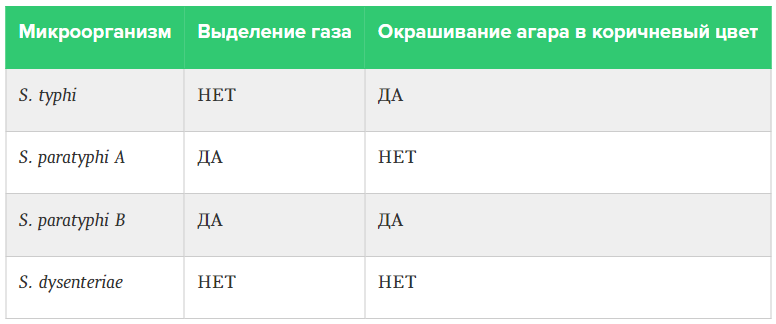 Микроорганизм Выделение газа Окрашивание агара в коричневый цвет
S. typhi НЕТ ДА
S. paratyphi A ДА НЕТ
S. paratyphi B ДА ДА
S. dysenteriae НЕТ НЕТ